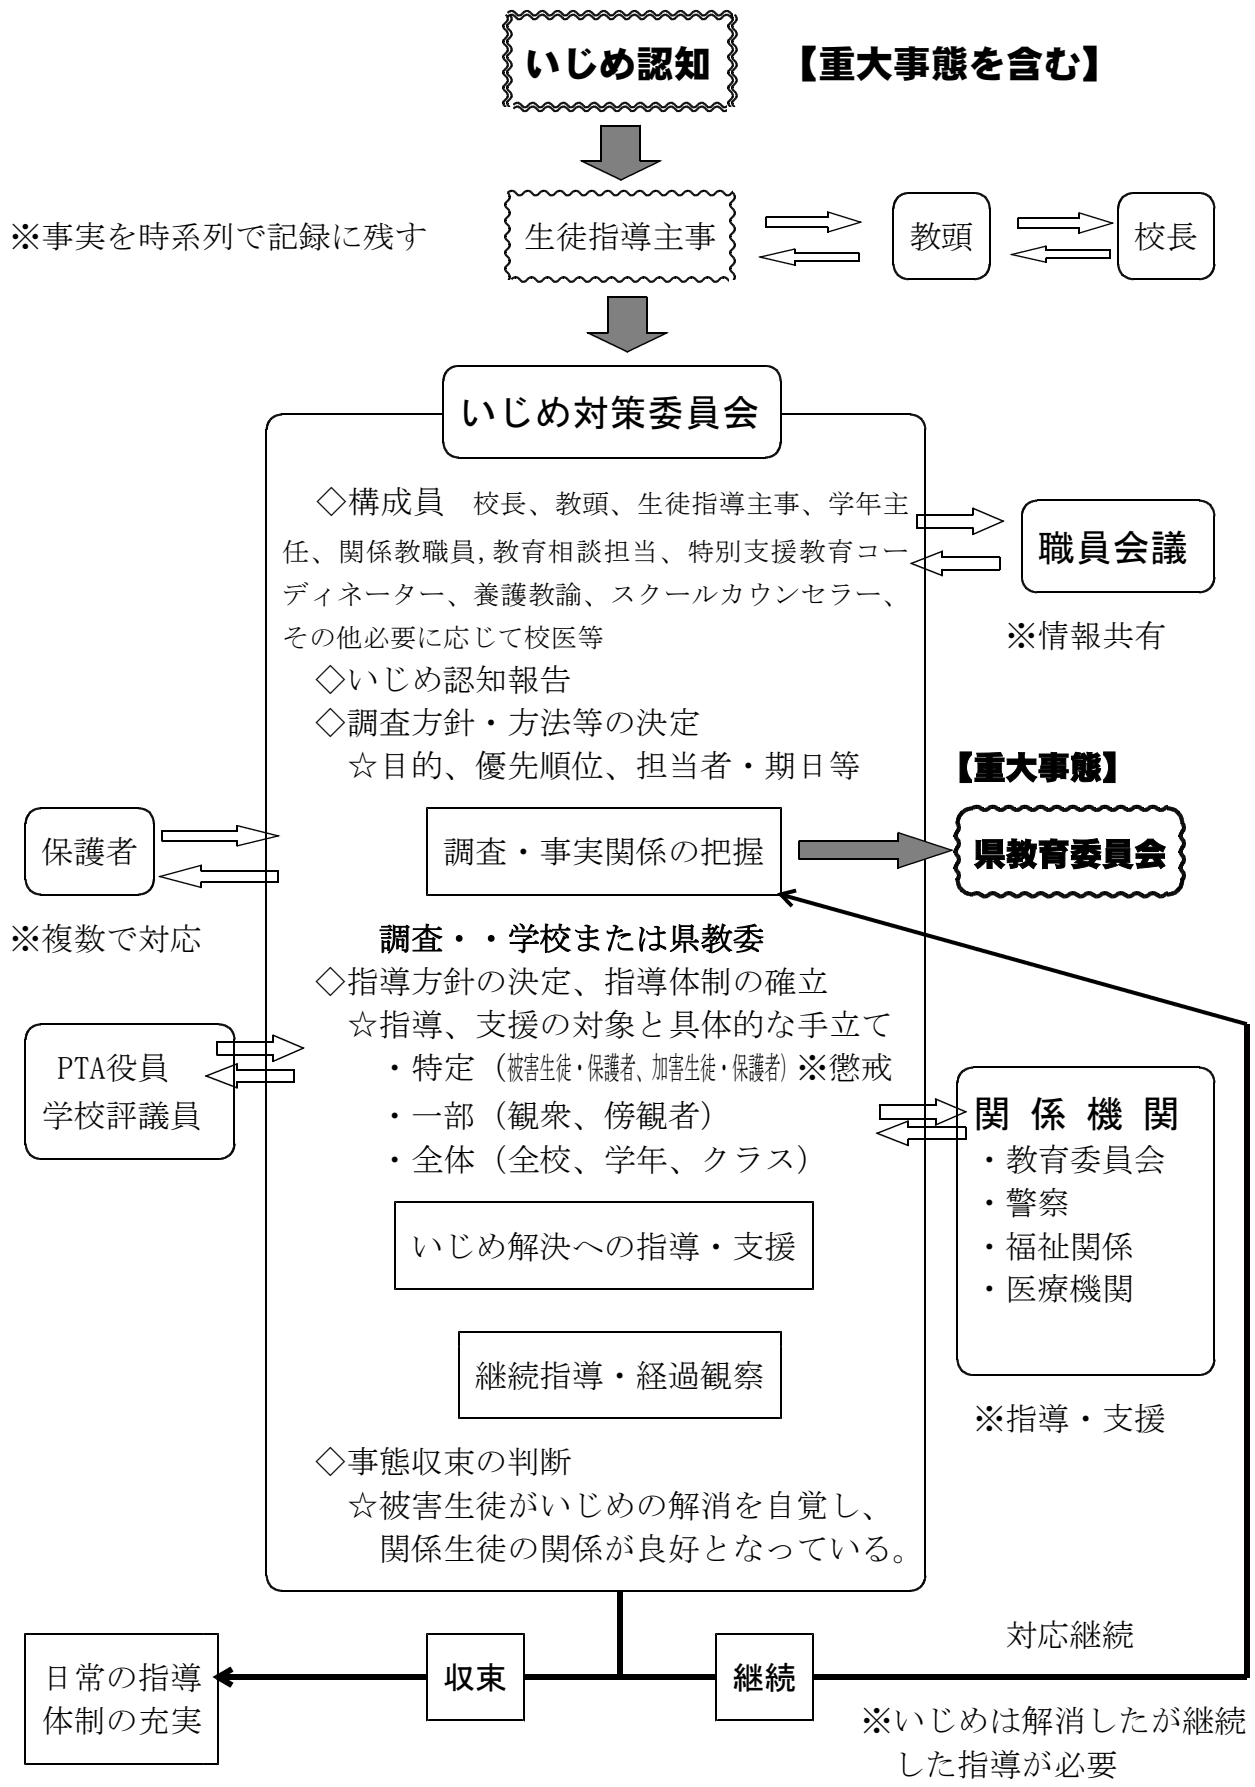 いじめ認知
【重大事態を含む】
※事実を時系列で記録に残す
生徒指導主事
教頭
校長
いじめ対策委員会
◇構成員　校長、教頭、生徒指導主事、学年主
任、関係教職員,教育相談担当、特別支援教育コー
ディネーター、養護教諭、スクールカウンセラー、
その他必要に応じて校医等
職員会議
※情報共有
◇いじめ認知報告
◇調査方針・方法等の決定
☆目的、優先順位、担当者・期日等
【重大事態】
保護者
調査・事実関係の把握
県教育委員会
※複数で対応
調査・・学校または県教委
◇指導方針の決定、指導体制の確立
☆指導、支援の対象と具体的な手立て
・特定（被害生徒・保護者、加害生徒・保護者）※懲戒
・一部（観衆、傍観者）
・全体（全校、学年、クラス）
PTA役員
学校評議員
関係機関
・教育委員会
・警察
・福祉関係
・医療機関
※指導・支援
いじめ解決への指導・支援
継続指導・経過観察
◇事態収束の判断
☆被害生徒がいじめの解消を自覚し、
関係生徒の関係が良好となっている。
対応継続
日常の指導
体制の充実
収束
継続
※いじめは解消したが継続
した指導が必要